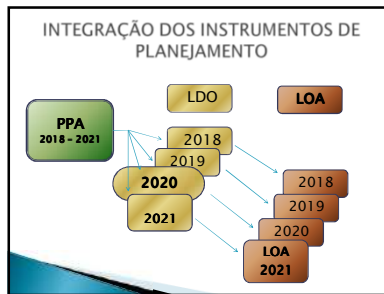 INTEGRAÇÃO DOS INSTRUMENTOS DE
PLANEJAMENTO
LDO
LOA
PPA
2018 – 2021
2018
2019
2020
2021
2018
2019
2020
LOA
2021